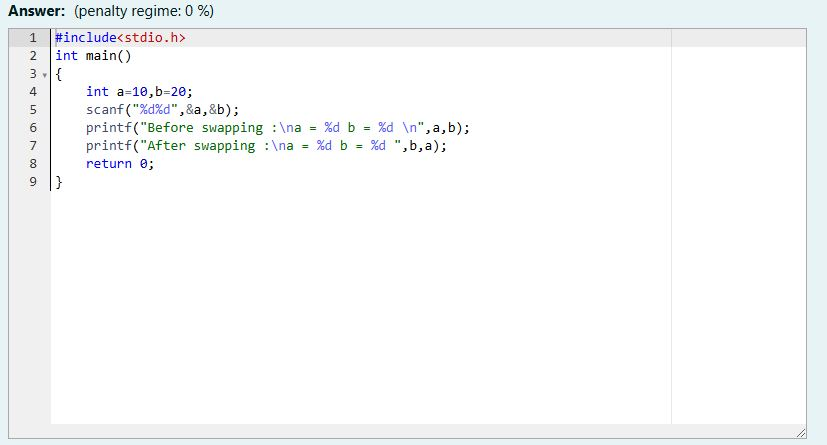 Answer: (penalty regime: 0 %)
1 #include<stdio.h>
2 int main()
3 {
4     int a=10,b=20;
5     scanf("%d%d",&a,&b);
6     printf("Before swapping :\na = %d b = %d \n",a,b);
7     printf("After swapping :\na = %d b = %d ",b,a);
8     return 0;
9 }